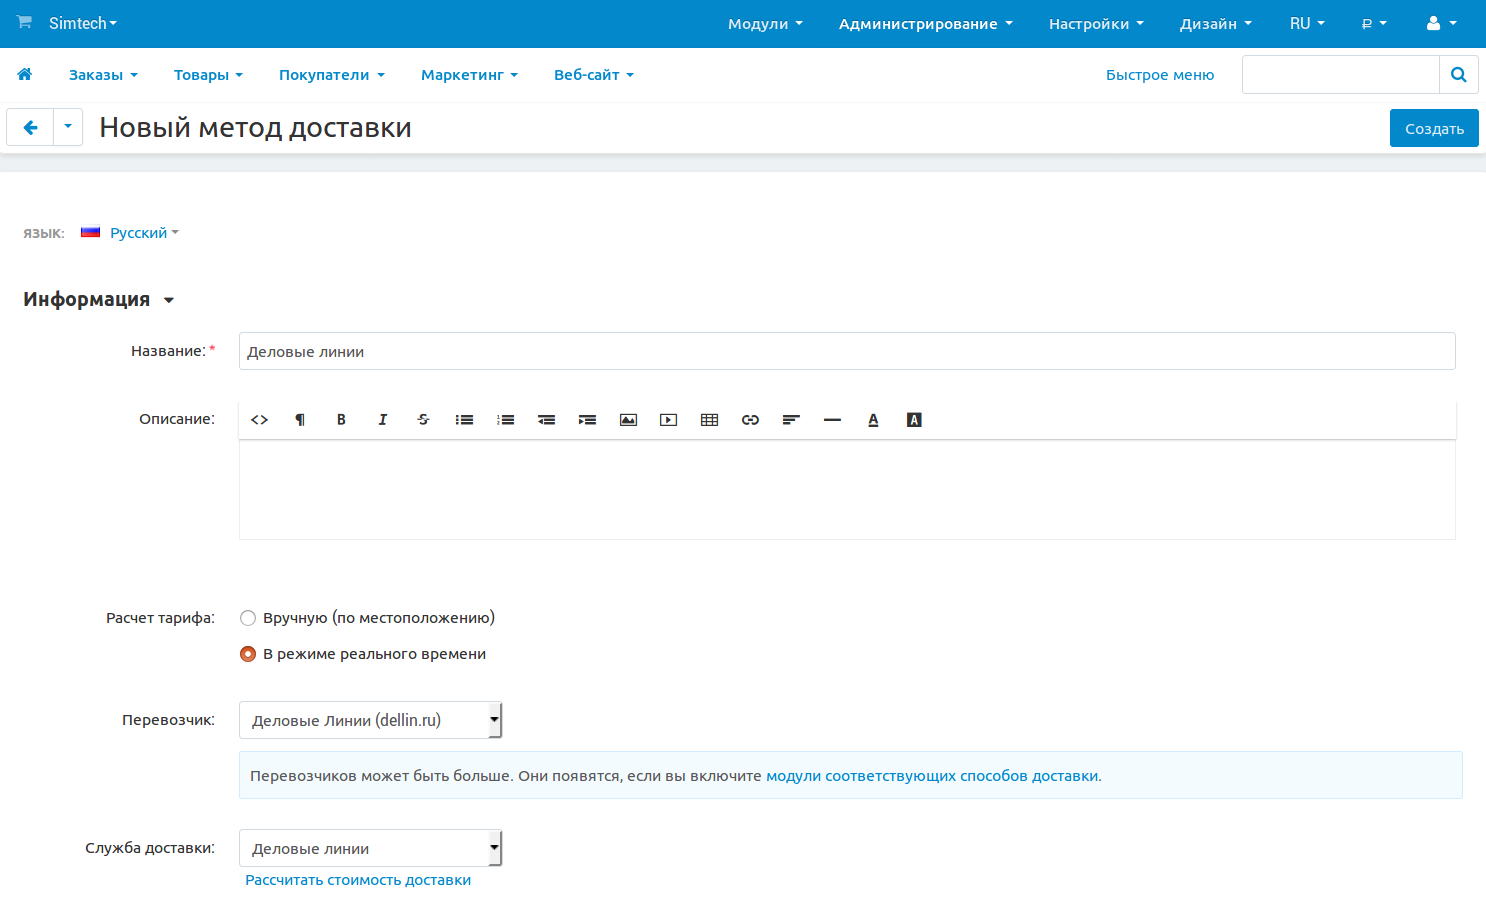 Simtech Модули Администрирование Настройки Дизайн RU ₽
Заказы Товары Покупатели Маркетинг Веб-сайт Быстрое меню
Новый метод доставки Создать
ЯЗЫК: Русский
Информация
Название: * Деловые линии
Описание:
Расчет тарифа: Вручную (по местоположению)
В режиме реального времени
Перевозчик: Деловые Линии (dellin.ru)
Перевозчиков может быть больше. Они появятся, если вы включите модули соответствующих способов доставки.
Служба доставки: Деловые линии
Рассчитать стоимость доставки